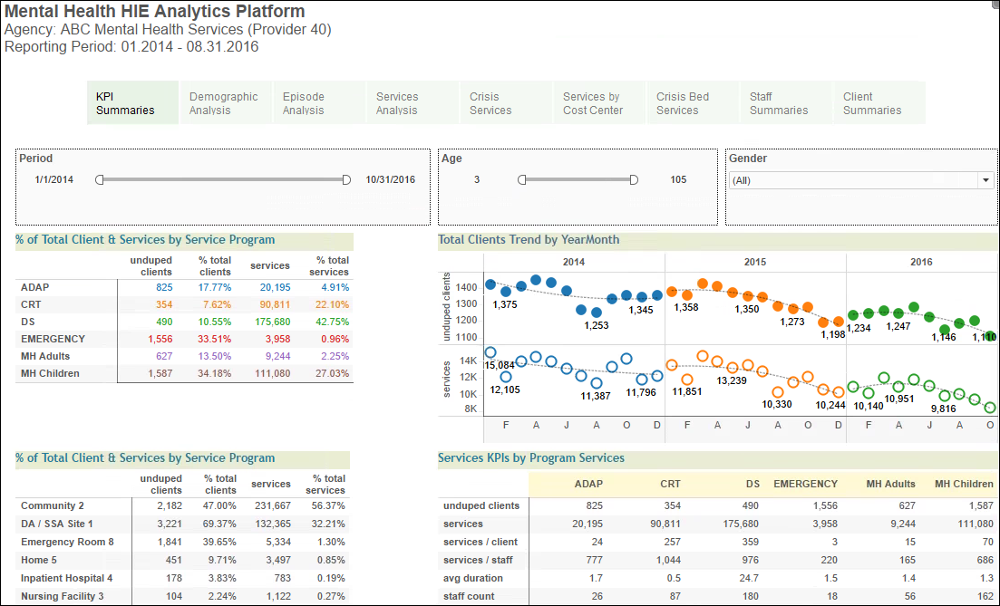 Mental Health HIE Analytics Platform
Agency: ABC Mental Health Services (Provider 40)
Reporting Period: 01.2014 - 08.31.2016
KPI Summaries
Demographic Analysis
Episode Analysis
Services Analysis
Crisis Services
Services by Cost Center
Crisis Bed Services
Staff Summaries
Client Summaries
Period
1/1/2014 10/31/2016
Age
3 105
Gender
(All)
% of Total Client & Services by Service Program
unduped clients % total clients services % total services
ADAP 825 17.77% 20,195 4.91%
CRT 354 7.62% 90,811 22.10%
DS 490 10.55% 175,680 42.75%
EMERGENCY 1,556 33.51% 3,958 0.96%
MH Adults 627 13.50% 9,244 2.25%
MH Children 1,587 34.18% 111,080 27.03%
Total Clients Trend by YearMonth
2014 2015 2016
unduped clients
1400
1300
1200
1100
1,375 1,253 1,345 1,358 1,350 1,273 1,198 1,234 1,247 1,146 1,110
services
14K
12K
10K
8K
15,084 12,105 11,387 11,796 11,851 13,239 10,330 10,244 10,140 10,951 9,816
F A J A O D F A J A O D F A J A O
% of Total Client & Services by Service Program
unduped clients % total clients services % total services
Community 2 2,182 47.00% 231,667 56.37%
DA / SSA Site 1 3,221 69.37% 132,365 32.21%
Emergency Room 8 1,841 39.65% 5,334 1.30%
Home 5 451 9.71% 3,497 0.85%
Inpatient Hospital 4 178 3.83% 783 0.19%
Nursing Facility 3 104 2.24% 1,122 0.27%
Services KPIs by Program Services
ADAP CRT DS EMERGENCY MH Adults MH Children
unduped clients 825 354 490 1,556 627 1,587
services 20,195 90,811 175,680 3,958 9,244 111,080
services / client 24 257 359 3 15 70
services / staff 777 1,044 976 220 165 686
avg duration 1.7 0.5 24.7 1.5 1.4 1.3
staff count 26 87 180 18 56 162